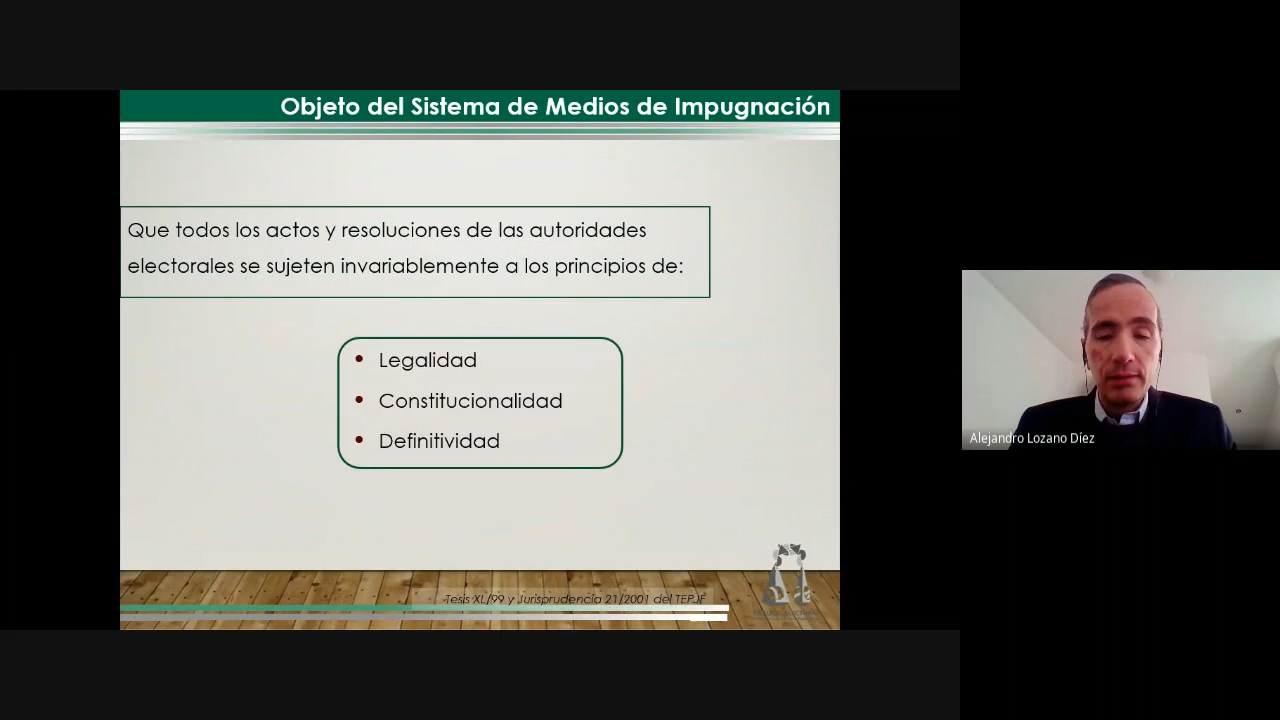 Objeto del Sistema de Medios de Impugnación
Que todos los actos y resoluciones de las autoridades
electorales se sujeten invariablemente a los principios de:
• Legalidad
• Constitucionalidad
• Definitividad
Tesis XL/99 y Jurisprudencia 21/2001 del TEPJF
Alejandro Lozano Díez